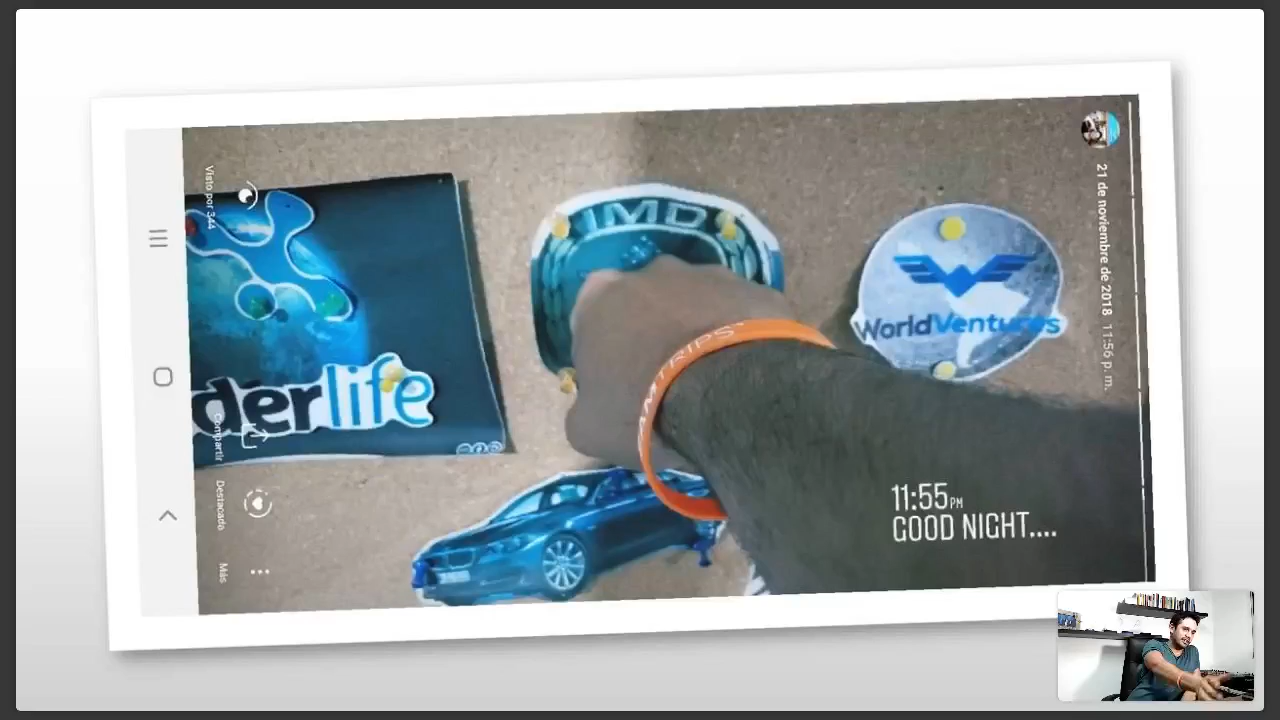 Visto por 344
21 de noviembre de 2018 11:56 p. m.
IMD
WorldVentures
derlife
Compartir
Destacada
Más
11:55PM
GOOD NIGHT....